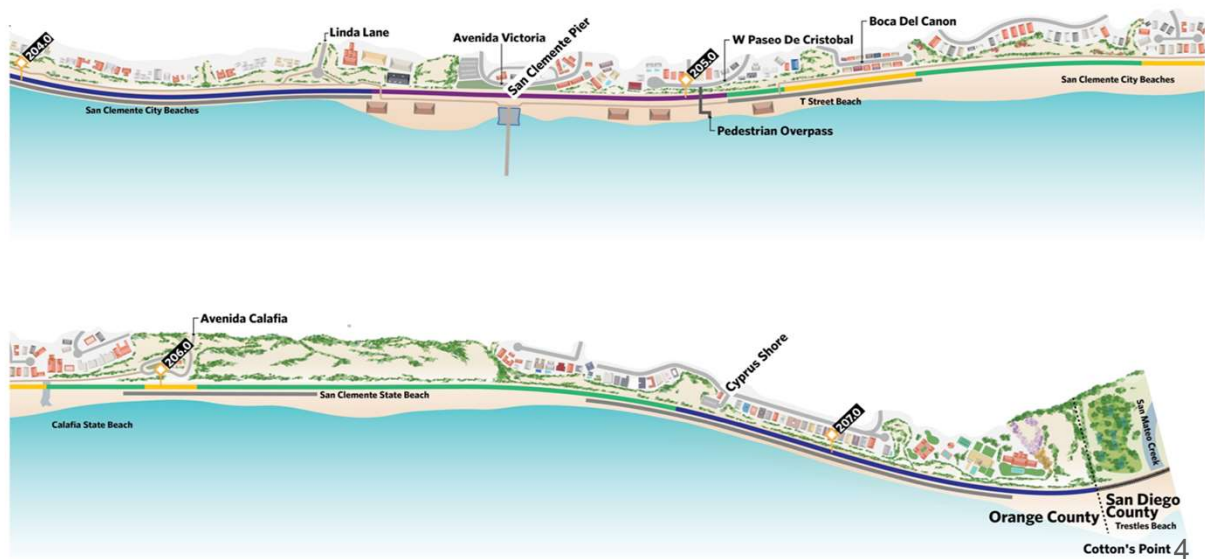 204.0
Linda Lane
Avenida Victoria
San Clemente Pier
W Paseo De Cristobal
205.0
Boca Del Canon
San Clemente City Beaches
San Clemente City Beaches
T Street Beach
Pedestrian Overpass
Avenida Calafia
206.0
Cyprus Shore
San Clemente State Beach
Calafia State Beach
207.0
San Mateo Creek
Orange County
San Diego
County
Trestles Beach
Cotton's Point
4